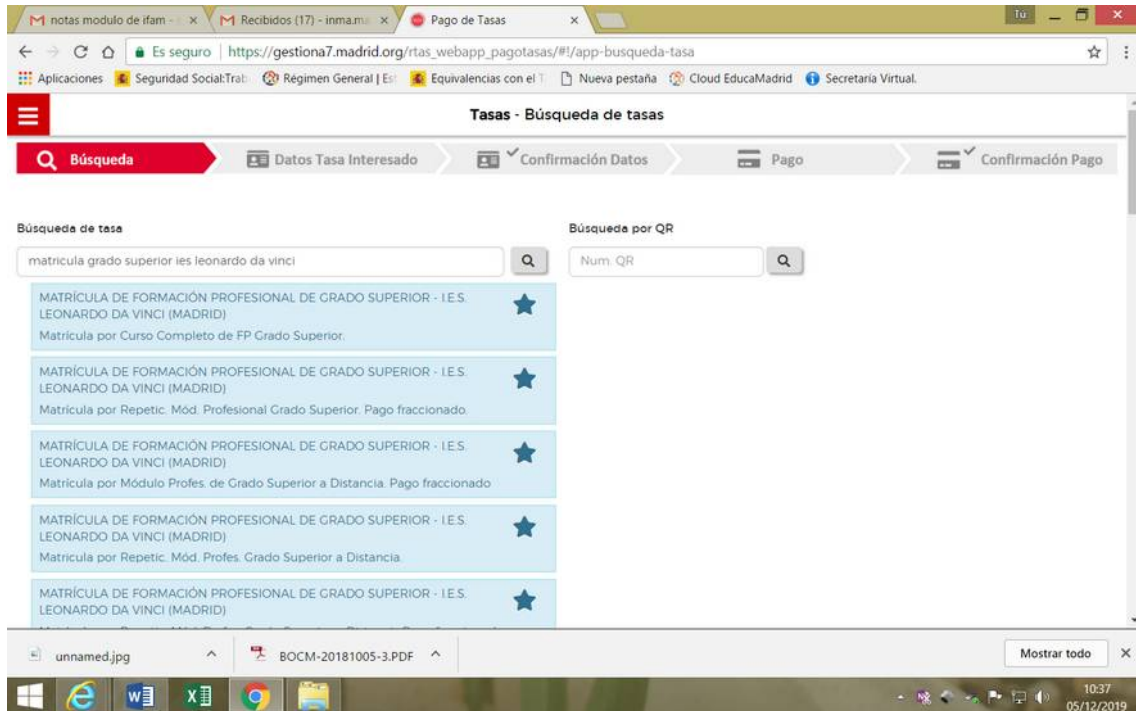 notas modulo de ifam -
Recibidos (17) - inma.ma
Pago de Tasas
Tú
Es seguro
https://gestiona7.madrid.org/rtas_webapp_pagotasas/#!/app-busqueda-tasa
Aplicaciones
Seguridad Social:Trab
Régimen General | Est
Equivalencias con el T
Nueva pestaña
Cloud EducaMadrid
Secretaría Virtual.
Tasas - Búsqueda de tasas
Búsqueda
Datos Tasa Interesado
Confirmación Datos
Pago
Confirmación Pago
Búsqueda de tasa
matricula grado superior ies leonardo da vinci
MATRÍCULA DE FORMACIÓN PROFESIONAL DE GRADO SUPERIOR - I.E.S.
LEONARDO DA VINCI (MADRID)
Matrícula por Curso Completo de FP Grado Superior.
MATRÍCULA DE FORMACIÓN PROFESIONAL DE GRADO SUPERIOR - I.E.S.
LEONARDO DA VINCI (MADRID)
Matrícula por Repetic. Mód. Profesional Grado Superior. Pago fraccionado.
MATRÍCULA DE FORMACIÓN PROFESIONAL DE GRADO SUPERIOR - I.E.S.
LEONARDO DA VINCI (MADRID)
Matrícula por Módulo Profes. de Grado Superior a Distancia. Pago fraccionado
MATRÍCULA DE FORMACIÓN PROFESIONAL DE GRADO SUPERIOR - I.E.S.
LEONARDO DA VINCI (MADRID)
Matrícula por Repetic. Mód. Profes. Grado Superior a Distancia.
MATRÍCULA DE FORMACIÓN PROFESIONAL DE GRADO SUPERIOR - I.E.S.
LEONARDO DA VINCI (MADRID)
Búsqueda por QR
Num. QR
unnamed.jpg
BOCM-20181005-3.PDF
Mostrar todo
10:37
05/12/2019